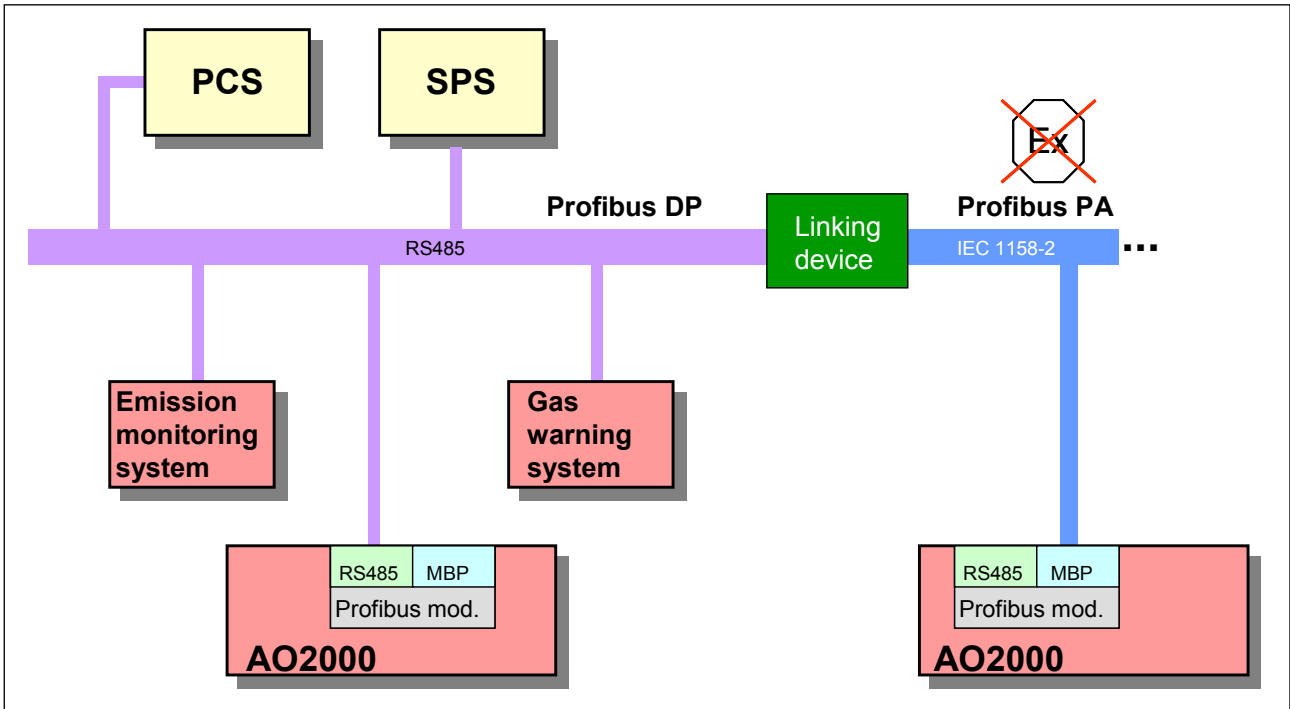 PCS
SPS
Ex
Profibus DP
Linking
device
Profibus PA
RS485
IEC 1158-2
...
Emission
monitoring
system
Gas
warning
system
RS485
MBP
Profibus mod.
AO2000
RS485
MBP
Profibus mod.
AO2000